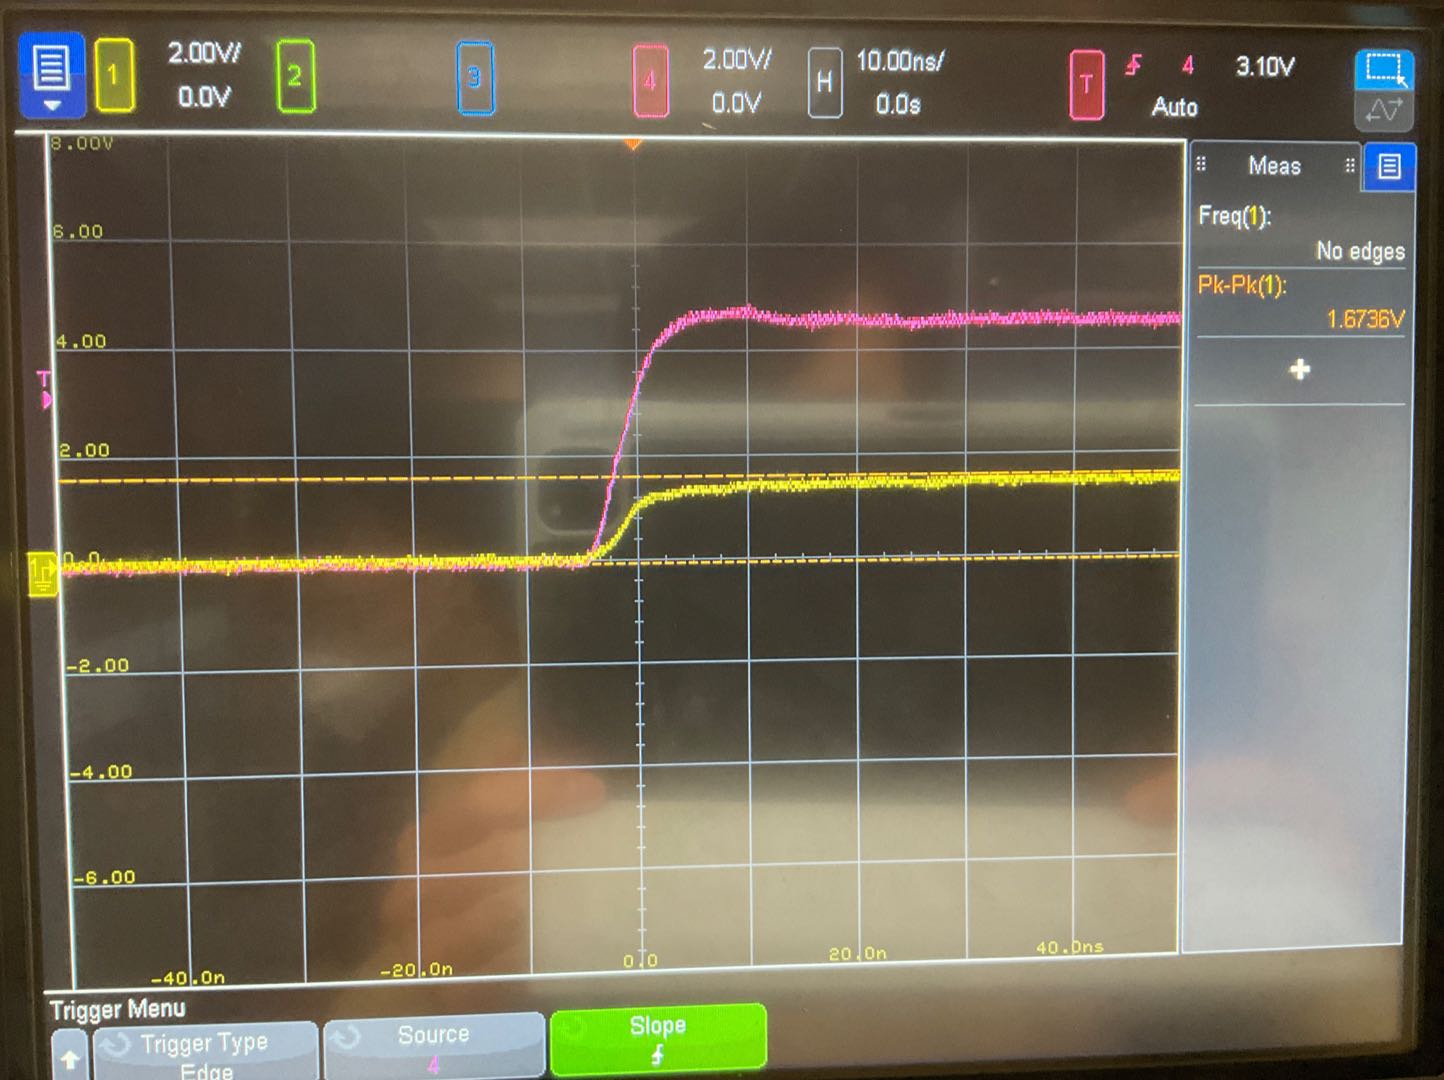 1
2.00V/
0.0V
2
3
4
2.00V/
0.0V
H
10.00ns/
0.0s
T
4
3.10V
Auto
Meas
Freq(1):
No edges
Pk-Pk(1):
1.6736V
8.00V
6.00
4.00
T
2.00
0.0
1
-2.00
-4.00
-6.00
-40.0n
-20.0n
0.0
20.0n
40.0ns
Trigger Menu
Trigger Type
Edge
Source
4
Slope